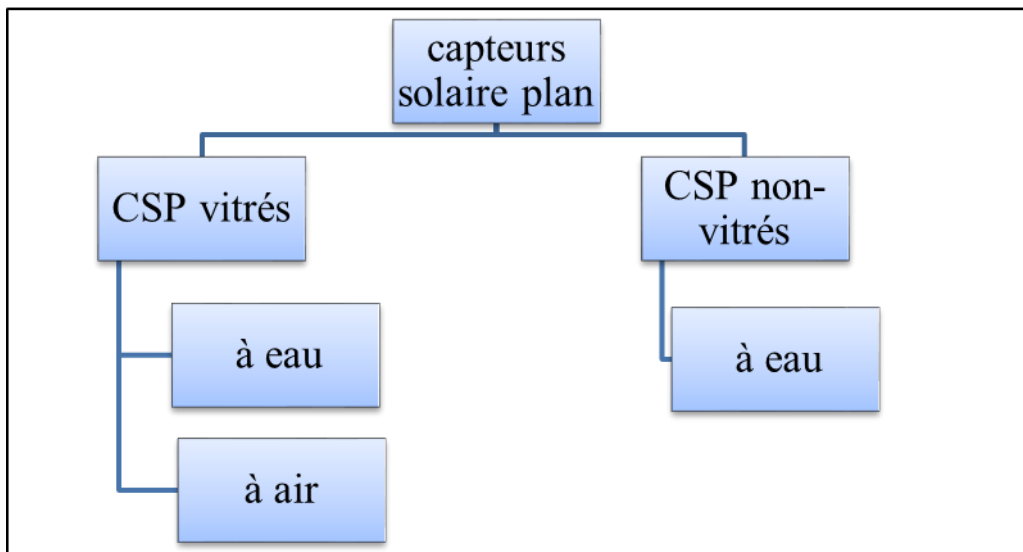 capteurs
solaire plan
CSP vitrés
à eau
à air
CSP non-
vitrés
à eau